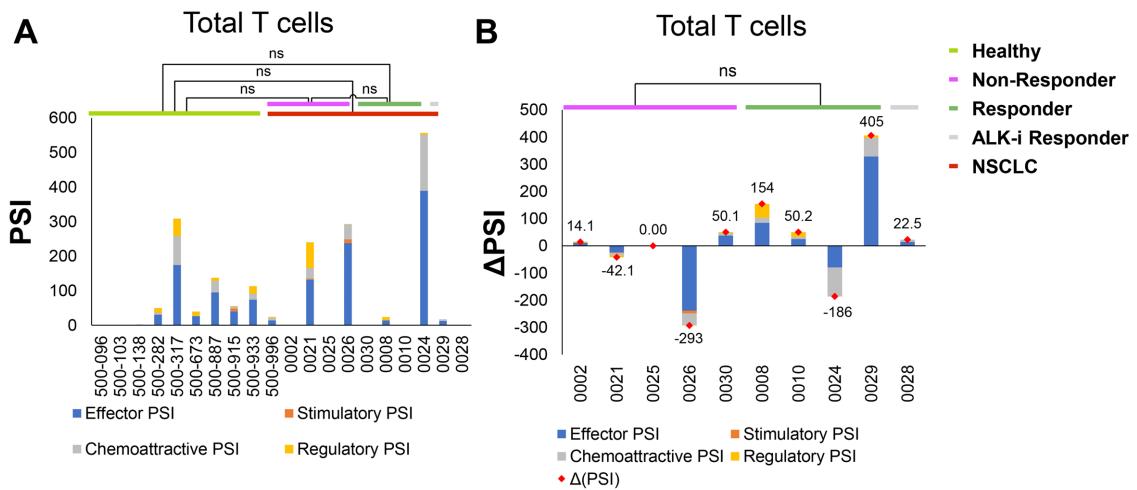 A
Total T cells
ns
ns
ns
ns
PSI
600
500
400
300
200
100
0
500-096
500-103
500-138
500-282
500-317
500-673
500-887
500-915
500-933
500-996
0002
0021
0025
0026
0030
0008
0010
0024
0029
0028
Effector PSI
Stimulatory PSI
Chemoattractive PSI
Regulatory PSI
B
Total T cells
ns
ΔPSI
500
400
300
200
100
0
-100
-200
-300
-400
14.1
-42.1
0.00
-293
50.1
154
50.2
-186
405
22.5
0002
0021
0025
0026
0030
0008
0010
0024
0029
0028
Effector PSI
Stimulatory PSI
Chemoattractive PSI
Regulatory PSI
Δ(PSI)
Healthy
Non-Responder
Responder
ALK-i Responder
NSCLC